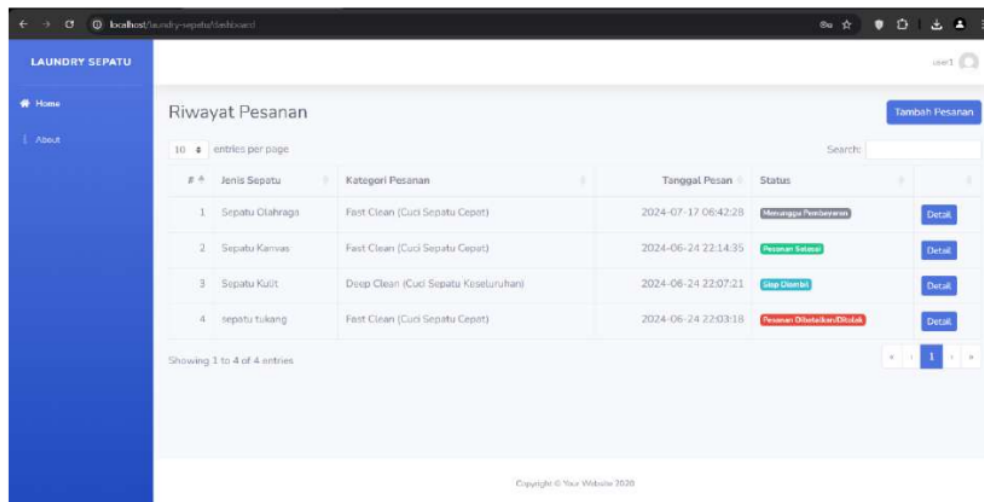 localhost/laundry-sepatu/dashboard
LAUNDRY SEPATU
user1
Home
About
Riwayat Pesanan
Tambah Pesanan
10 entries per page
Search:
# Jenis Sepatu Kategori Pesanan Tanggal Pesan Status
1 Sepatu Olahraga Fast Clean (Cuci Sepatu Cepat) 2024-07-17 06:42:28 Menunggu Pembayaran Detail
2 Sepatu Kanvas Fast Clean (Cuci Sepatu Cepat) 2024-06-24 22:14:35 Pesanan Selesai Detail
3 Sepatu Kulit Deep Clean (Cuci Sepatu Keseluruhan) 2024-06-24 22:07:21 Siap Diambil Detail
4 sepatu tukang Fast Clean (Cuci Sepatu Cepat) 2024-06-24 22:03:18 Pesanan Dibatalkan/Ditolak Detail
Showing 1 to 4 of 4 entries
« ‹ 1 › »
Copyright © Your Website 2020